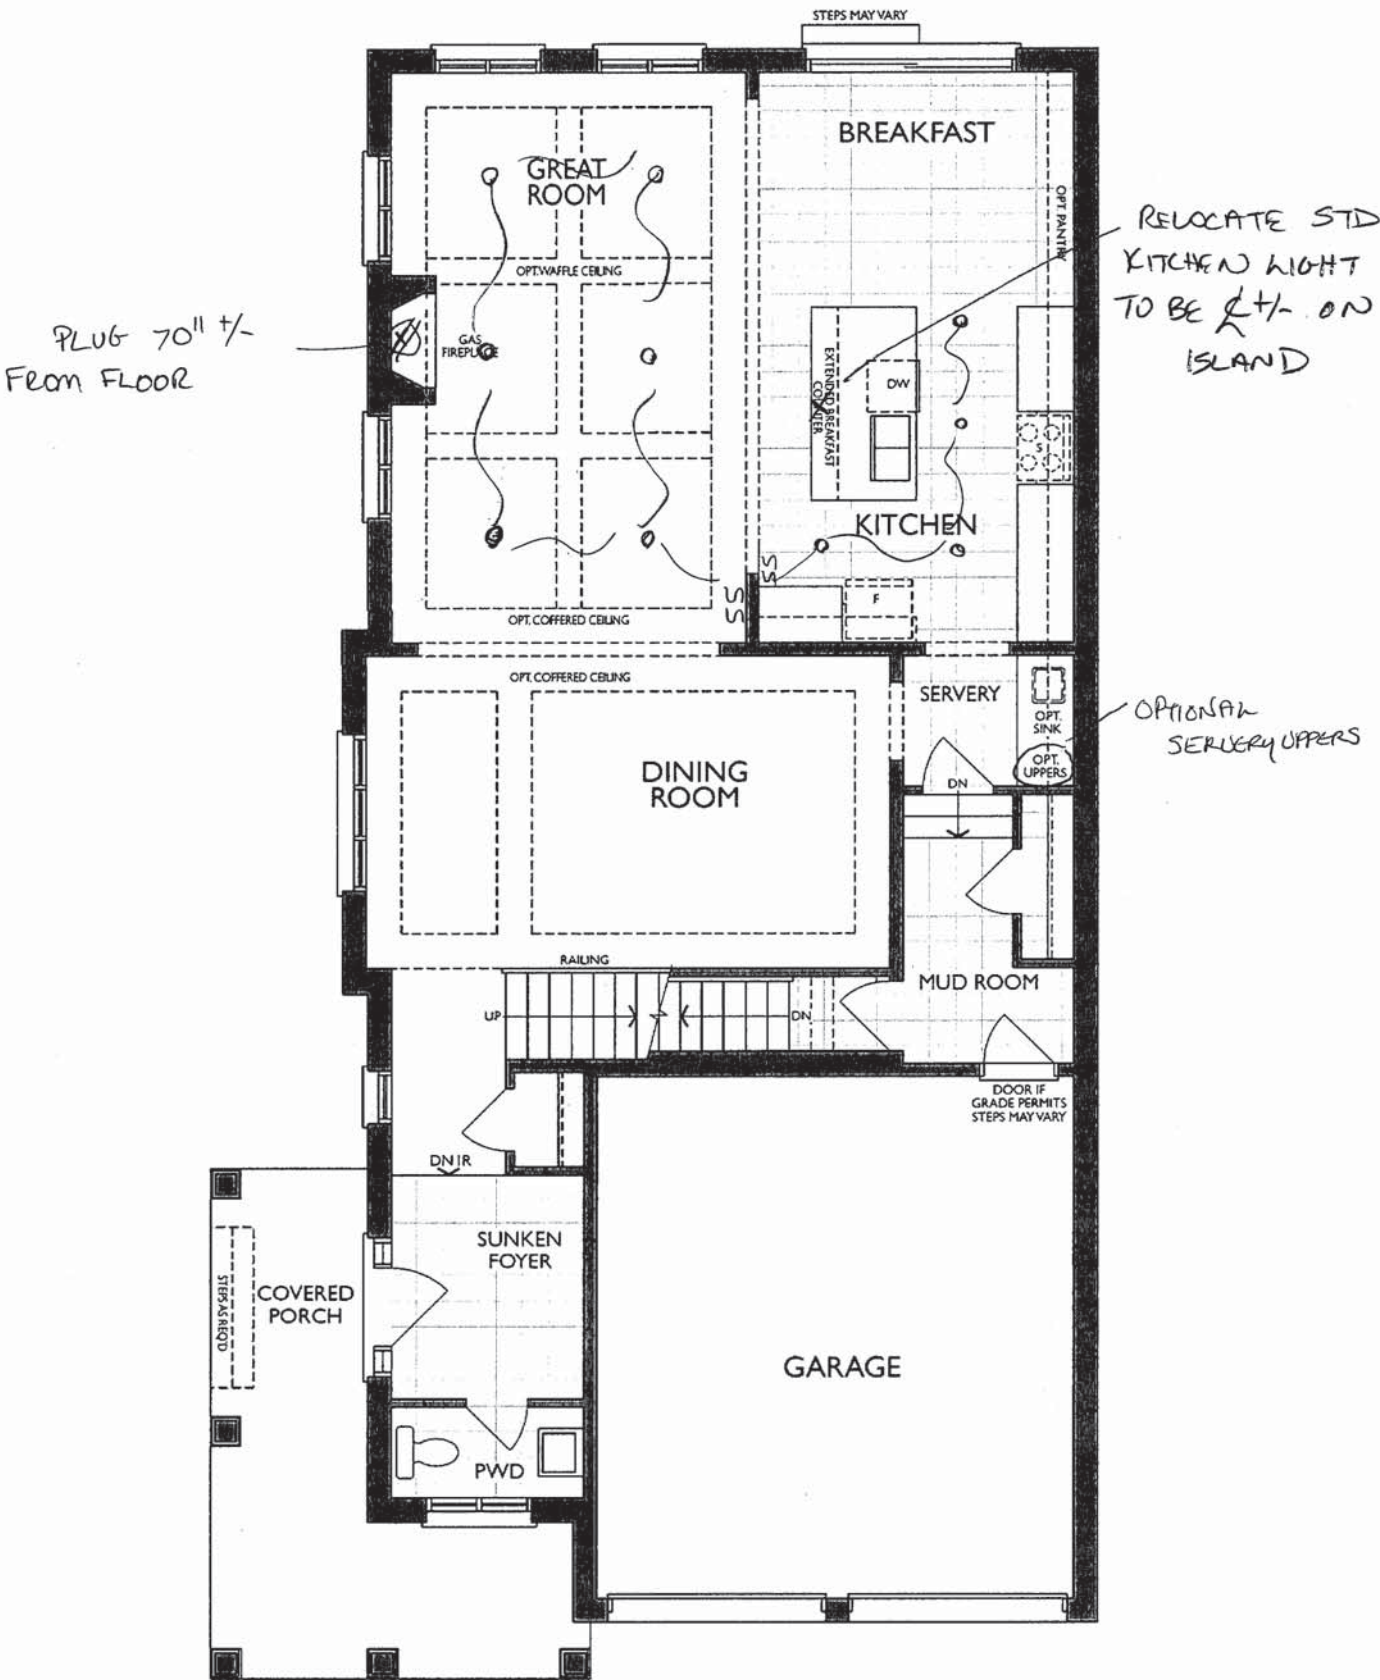 STEPS MAY VARY
BREAKFAST
GREAT
ROOM
OPT. PANTRY
RELOCATE STD
KITCHEN LIGHT
TO BE ℄ +/- ON
ISLAND
OPT. WAFFLE CEILING
PLUG 70" +/-
FROM FLOOR
GAS
FIREPLACE
EXTENDED BREAKFAST
COUNTER
DW
S
KITCHEN
SS
F
SS
OPT. COFFERED CEILING
OPT. COFFERED CEILING
SERVERY
OPT.
SINK
OPT.
UPPERS
OPTIONAL
SERVERY UPPERS
DINING
ROOM
DN
RAILING
MUD ROOM
UP
DN
DOOR IF
GRADE PERMITS
STEPS MAY VARY
DN 1R
SUNKEN
FOYER
STEPS AS REQ'D
COVERED
PORCH
GARAGE
PWD